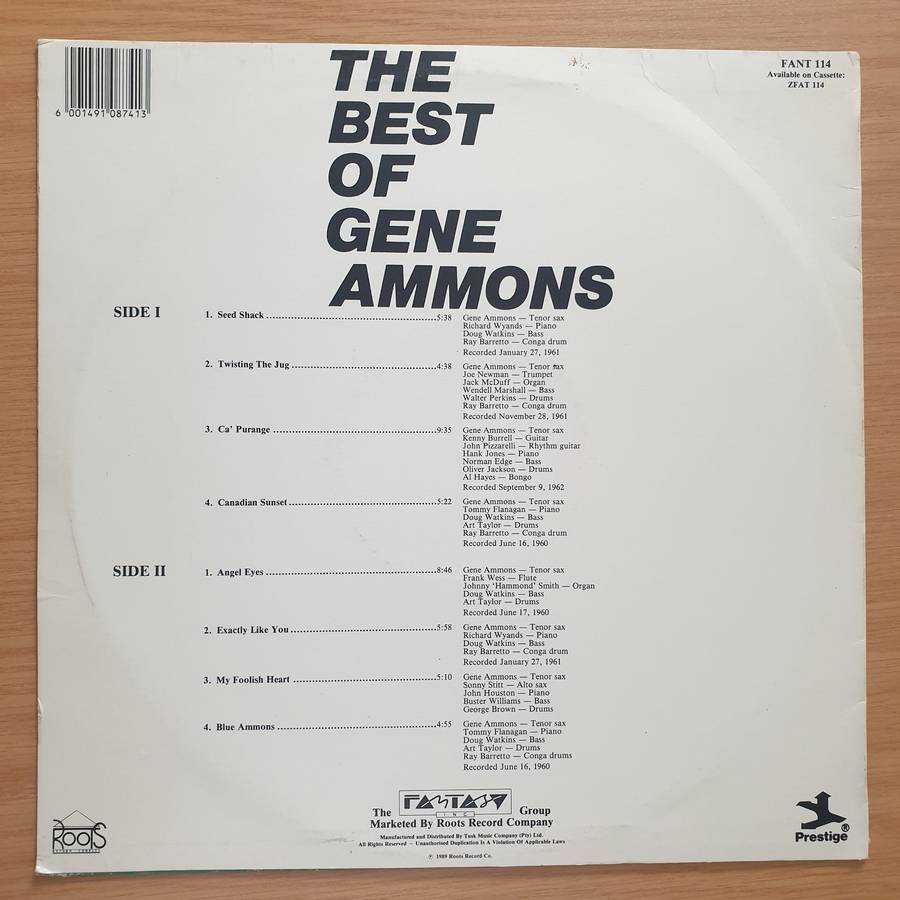 6 001491 087413
THE
BEST
OF
GENE
AMMONS
FANT 114
Available on Cassette:
ZFAT 114
SIDE I
1. Seed Shack 5:38
Gene Ammons — Tenor sax
Richard Wyands — Piano
Doug Watkins — Bass
Ray Barretto — Conga drum
Recorded January 27, 1961
2. Twisting The Jug 4:38
Gene Ammons — Tenor sax
Joe Newman — Trumpet
Jack McDuff — Organ
Wendell Marshall — Bass
Walter Perkins — Drums
Ray Barretto — Conga drum
Recorded November 28, 1961
3. Ca' Purange 9:35
Gene Ammons — Tenor sax
Kenny Burrell — Guitar
John Pizzarelli — Rhythm guitar
Hank Jones — Piano
Norman Edge — Bass
Oliver Jackson — Drums
Al Hayes — Bongo
Recorded September 9, 1962
4. Canadian Sunset 5:22
Gene Ammons — Tenor sax
Tommy Flanagan — Piano
Doug Watkins — Bass
Art Taylor — Drums
Ray Barretto — Conga drum
Recorded June 16, 1960
SIDE II
1. Angel Eyes 8:46
Gene Ammons — Tenor sax
Frank Wess — Flute
Johnny 'Hammond' Smith — Organ
Doug Watkins — Bass
Art Taylor — Drums
Recorded June 17, 1960
2. Exactly Like You 5:58
Gene Ammons — Tenor sax
Richard Wyands — Piano
Doug Watkins — Bass
Ray Barretto — Conga drum
Recorded January 27, 1961
3. My Foolish Heart 5:10
Gene Ammons — Tenor sax
Sonny Stitt — Alto sax
John Houston — Piano
Buster Williams — Bass
George Brown — Drums
4. Blue Ammons 4:55
Gene Ammons — Tenor sax
Tommy Flanagan — Piano
Doug Watkins — Bass
Art Taylor — Drums
Ray Barretto — Conga drums
Recorded June 16, 1960
The FANTASY INC Group
Marketed By Roots Record Company
Manufactured and Distributed By Tusk Music Company (Pty) Ltd.
All Rights Reserved – Unauthorised Duplication Is A Violation Of Applicable Laws
℗ 1989 Roots Record Co.
ROOTS
Prestige®